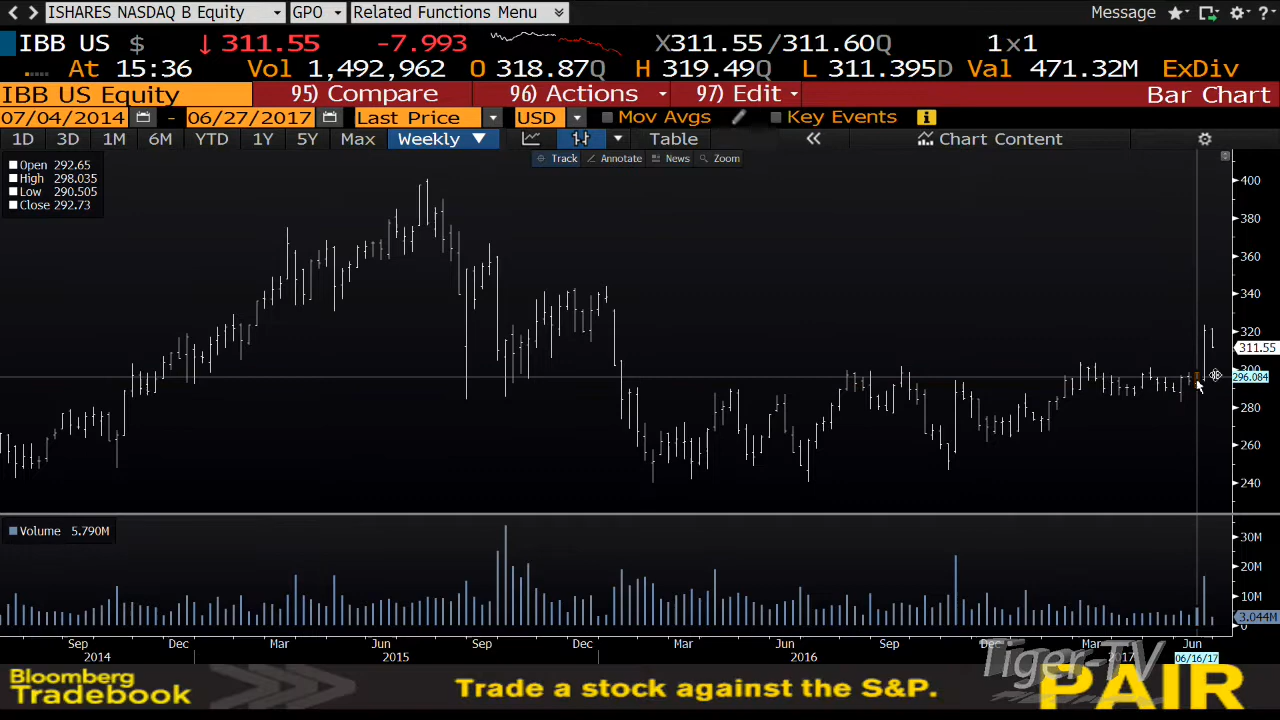 ISHARES NASDAQ B Equity GPO Related Functions Menu Message ?
IBB US $ ↓ 311.55 -7.993 X311.55 /311.60Q 1x1
At 15:36 Vol 1,492,962 O 318.87Q H 319.49Q L 311.395D Val 471.32M ExDiv
IBB US Equity 95) Compare 96) Actions 97) Edit Bar Chart
07/04/2014 - 06/27/2017 Last Price USD Mov Avgs Key Events i
1D 3D 1M 6M YTD 1Y 5Y Max Weekly ▼ Table « Chart Content
Track Annotate News Zoom
Open 292.65
High 298.035
Low 290.505
Close 292.73
400
380
360
340
320
311.55
300
296.084
280
260
240
Volume 5.790M
30M
20M
10M
3.044M
0
Sep Dec Mar Jun Sep Dec Mar Jun Sep Dec Mar Jun
2014 2015 2016 2017 06/16/17
Tiger-TV
Bloomberg
Tradebook
Trade a stock against the S&P.
PAIR